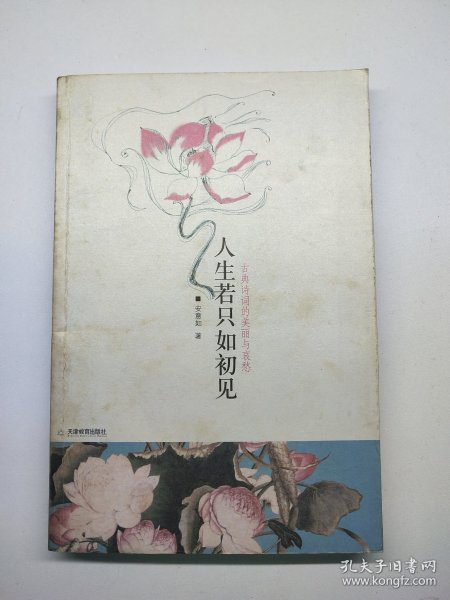 人生若只如初见
古典诗词的美丽与哀愁
■安意如 著
天津教育出版社
孔夫子旧书网
www.kongfz.com